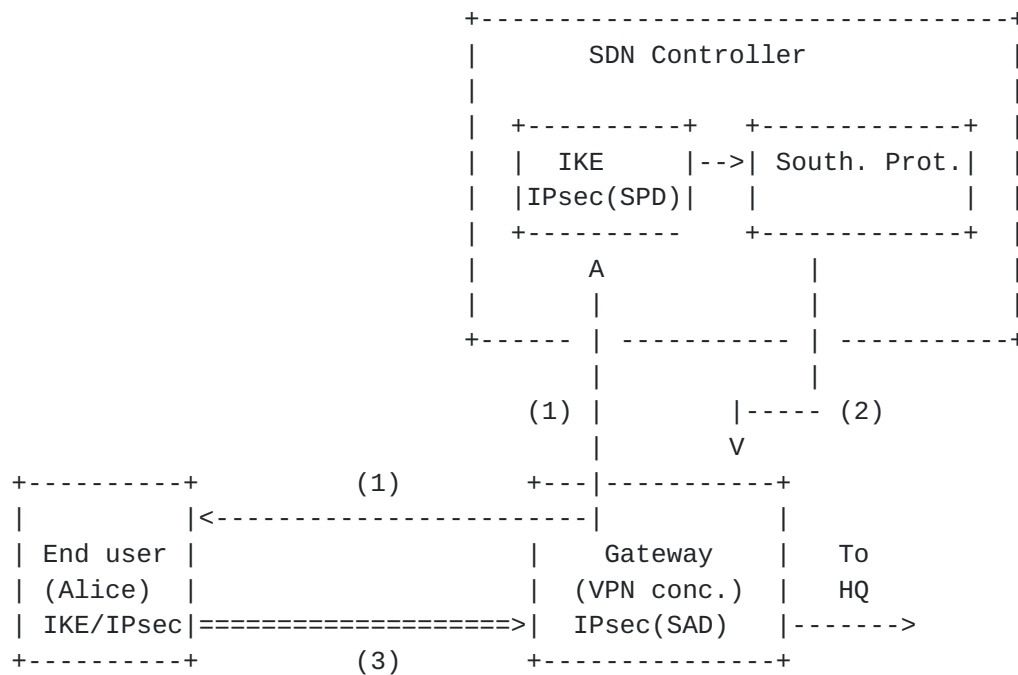 SDN Controller
IKE South. Prot.
IPsec(SPD)
(1) (2)
(1)
End user Gateway To
(Alice) (VPN conc.) HQ
IKE/IPsec IPsec(SAD)
(3)